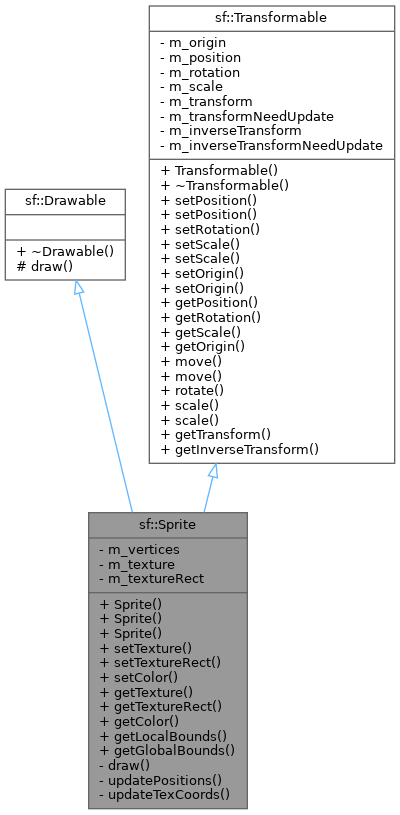 sf::Transformable
- m_origin
- m_position
- m_rotation
- m_scale
- m_transform
- m_transformNeedUpdate
- m_inverseTransform
- m_inverseTransformNeedUpdate
+ Transformable()
+ ~Transformable()
+ setPosition()
+ setPosition()
+ setRotation()
+ setScale()
+ setScale()
+ setOrigin()
+ setOrigin()
+ getPosition()
+ getRotation()
+ getScale()
+ getOrigin()
+ move()
+ move()
+ rotate()
+ scale()
+ scale()
+ getTransform()
+ getInverseTransform()
sf::Drawable
+ ~Drawable()
# draw()
sf::Sprite
- m_vertices
- m_texture
- m_textureRect
+ Sprite()
+ Sprite()
+ Sprite()
+ setTexture()
+ setTextureRect()
+ setColor()
+ getTexture()
+ getTextureRect()
+ getColor()
+ getLocalBounds()
+ getGlobalBounds()
- draw()
- updatePositions()
- updateTexCoords()